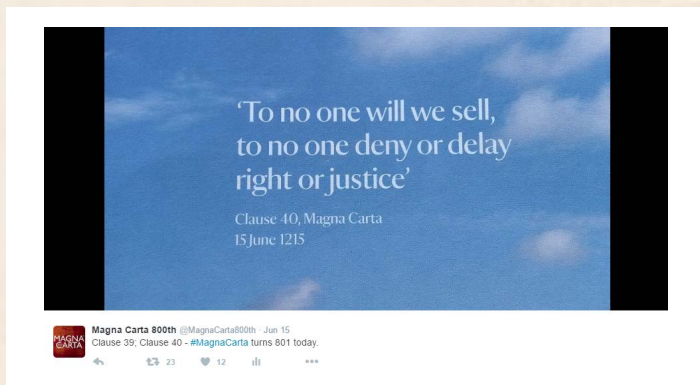 ‘To no one will we sell,
to no one deny or delay
right or justice’
Clause 40, Magna Carta
15 June 1215
MAGNA
CARTA
Magna Carta 800th @MagnaCarta800th · Jun 15
Clause 39; Clause 40 - #MagnaCarta turns 801 today.
23 12